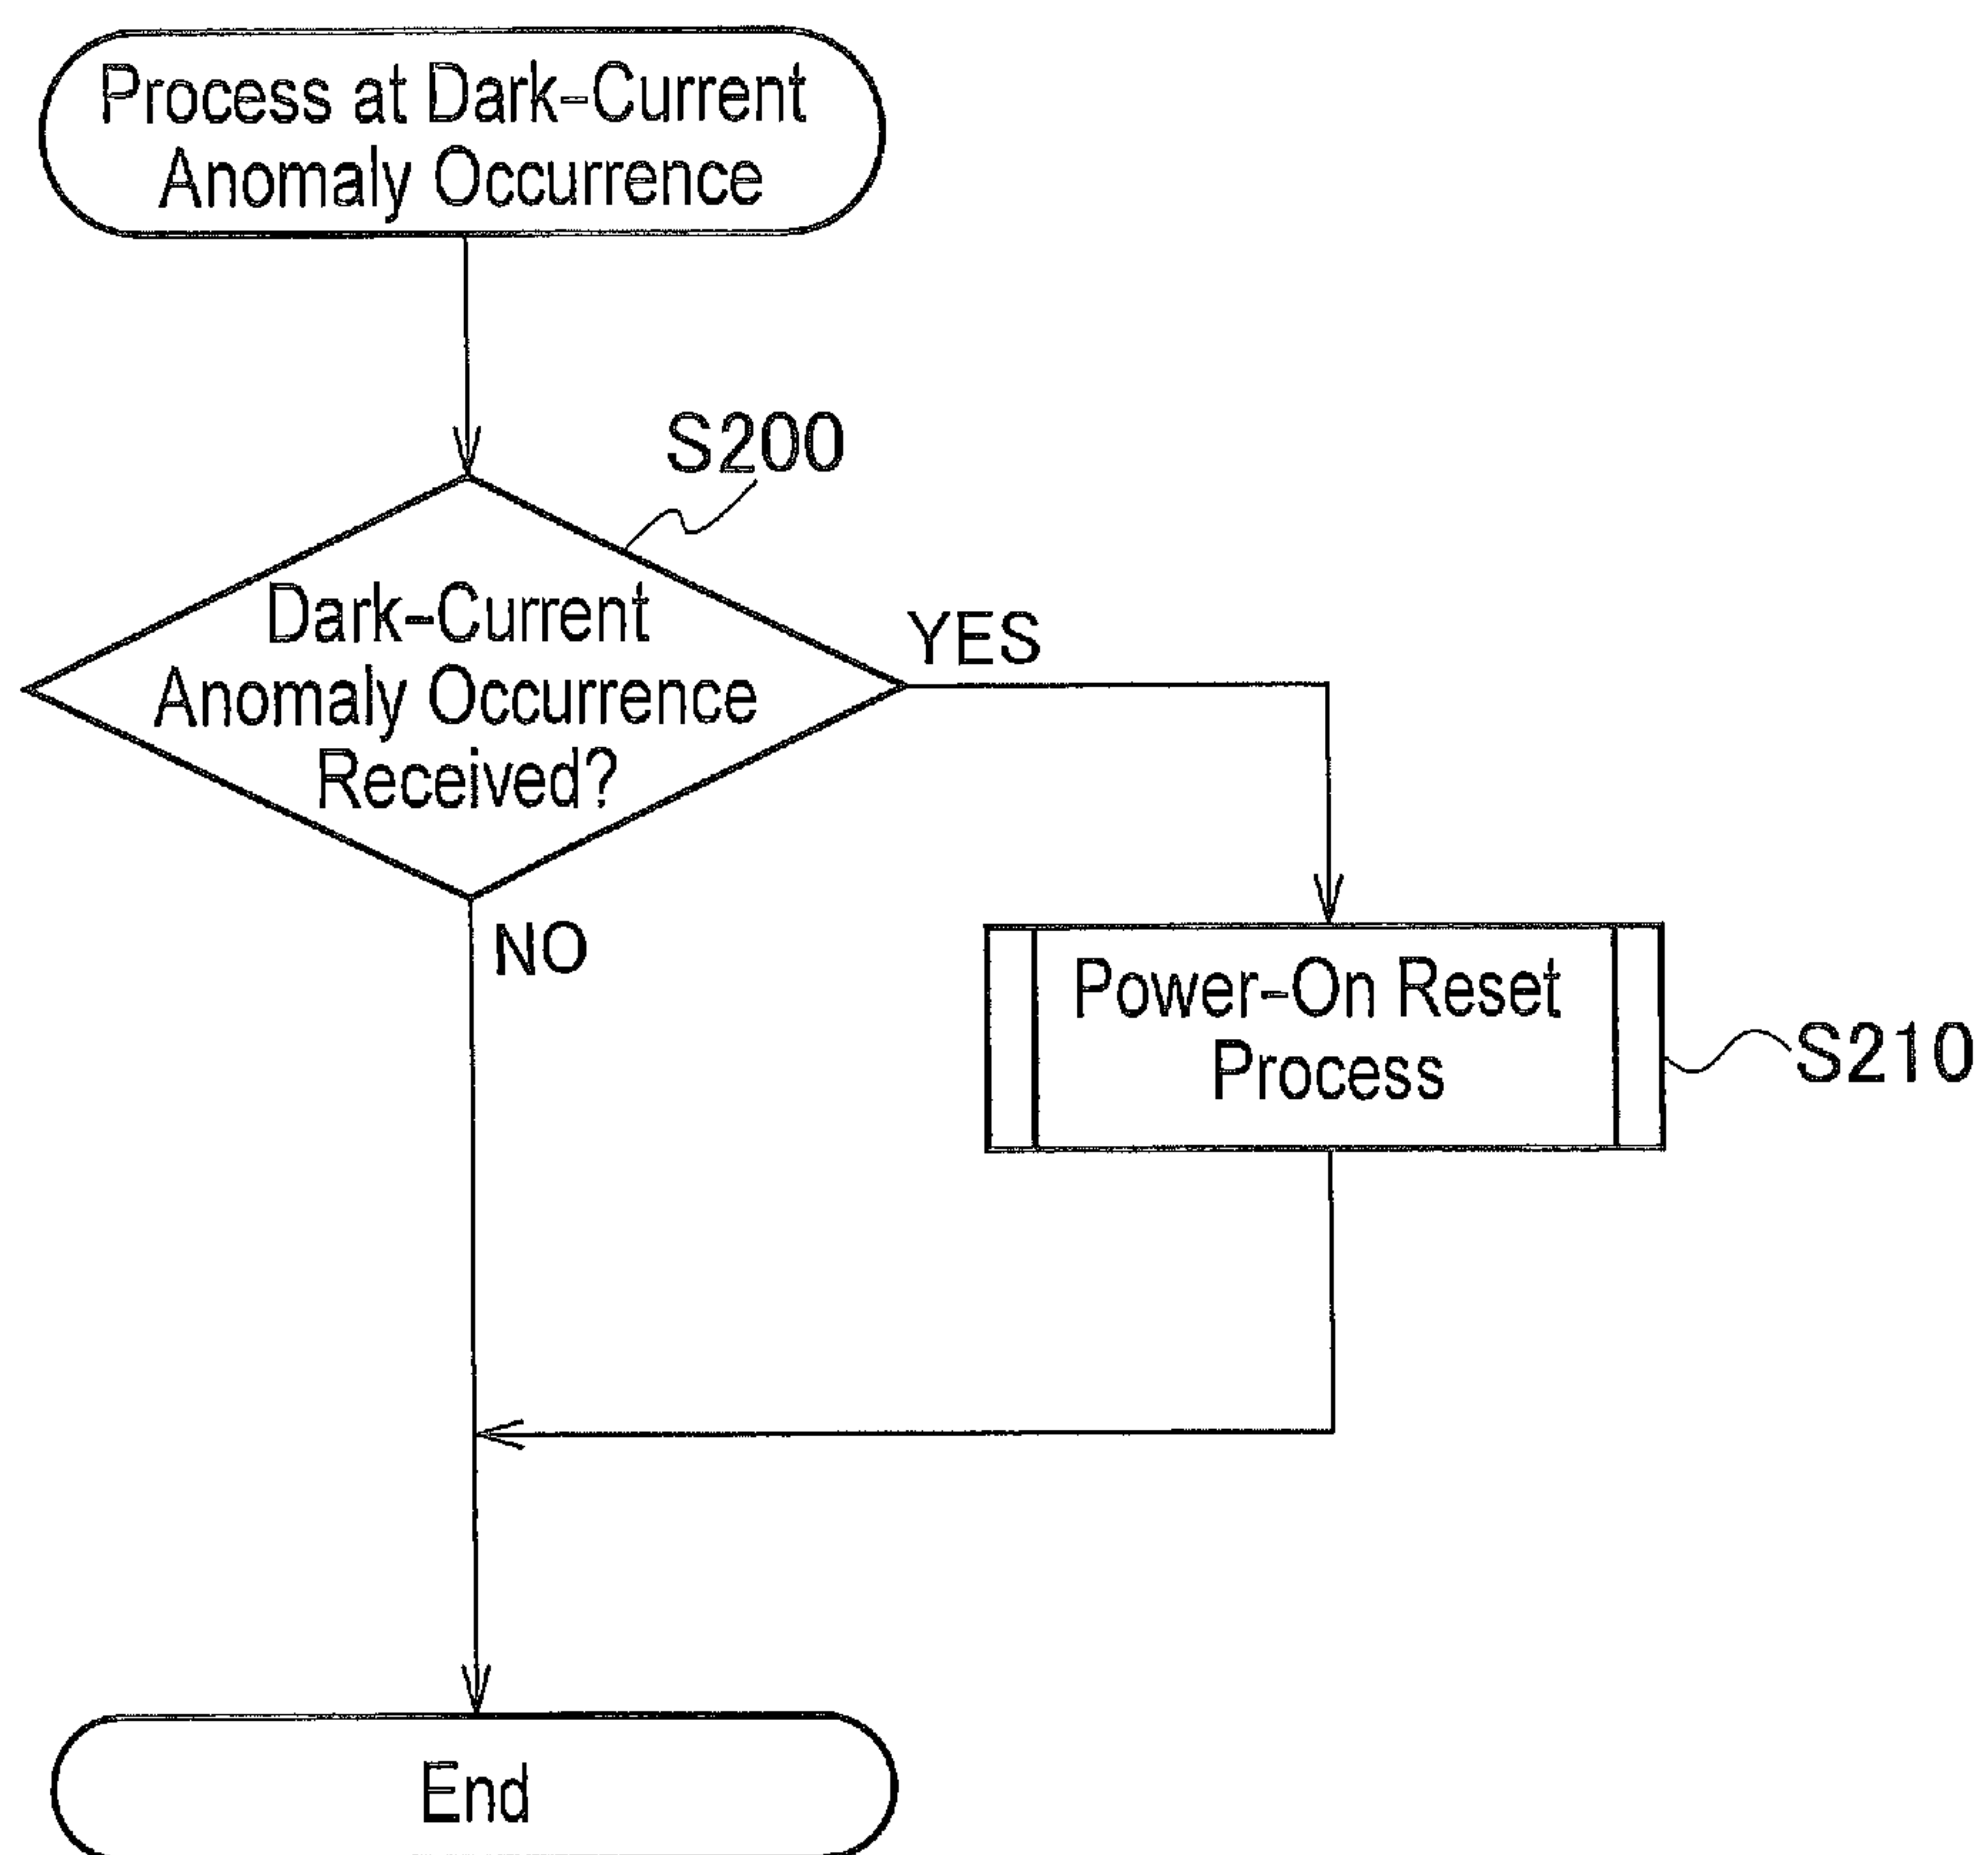 Process at Dark-Current
Anomaly Occurrence
S200
Dark-Current
Anomaly Occurrence
Received?
YES
NO
Power-On Reset
Process
S210
End